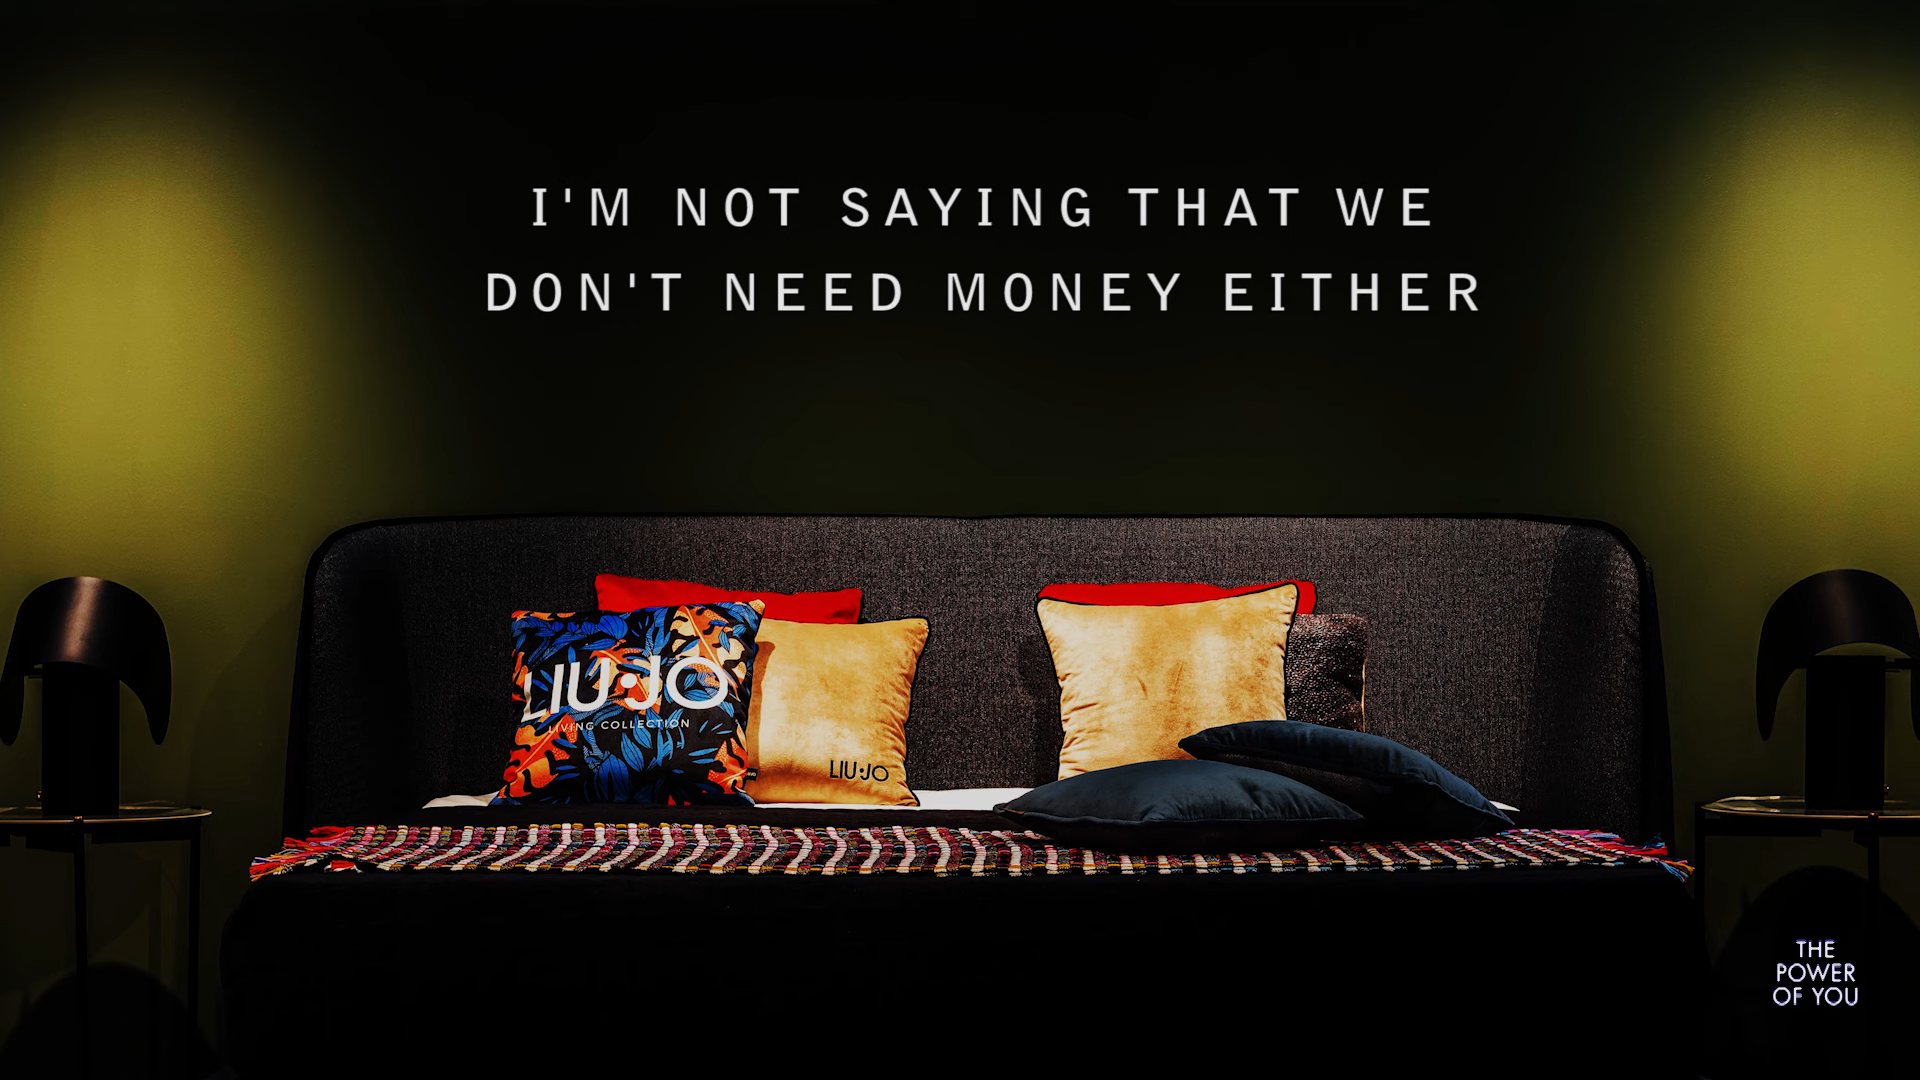 I'M NOT SAYING THAT WE
DON'T NEED MONEY EITHER
LIU•JO
LIVING COLLECTION
LIU•JO
THE
POWER
OF YOU